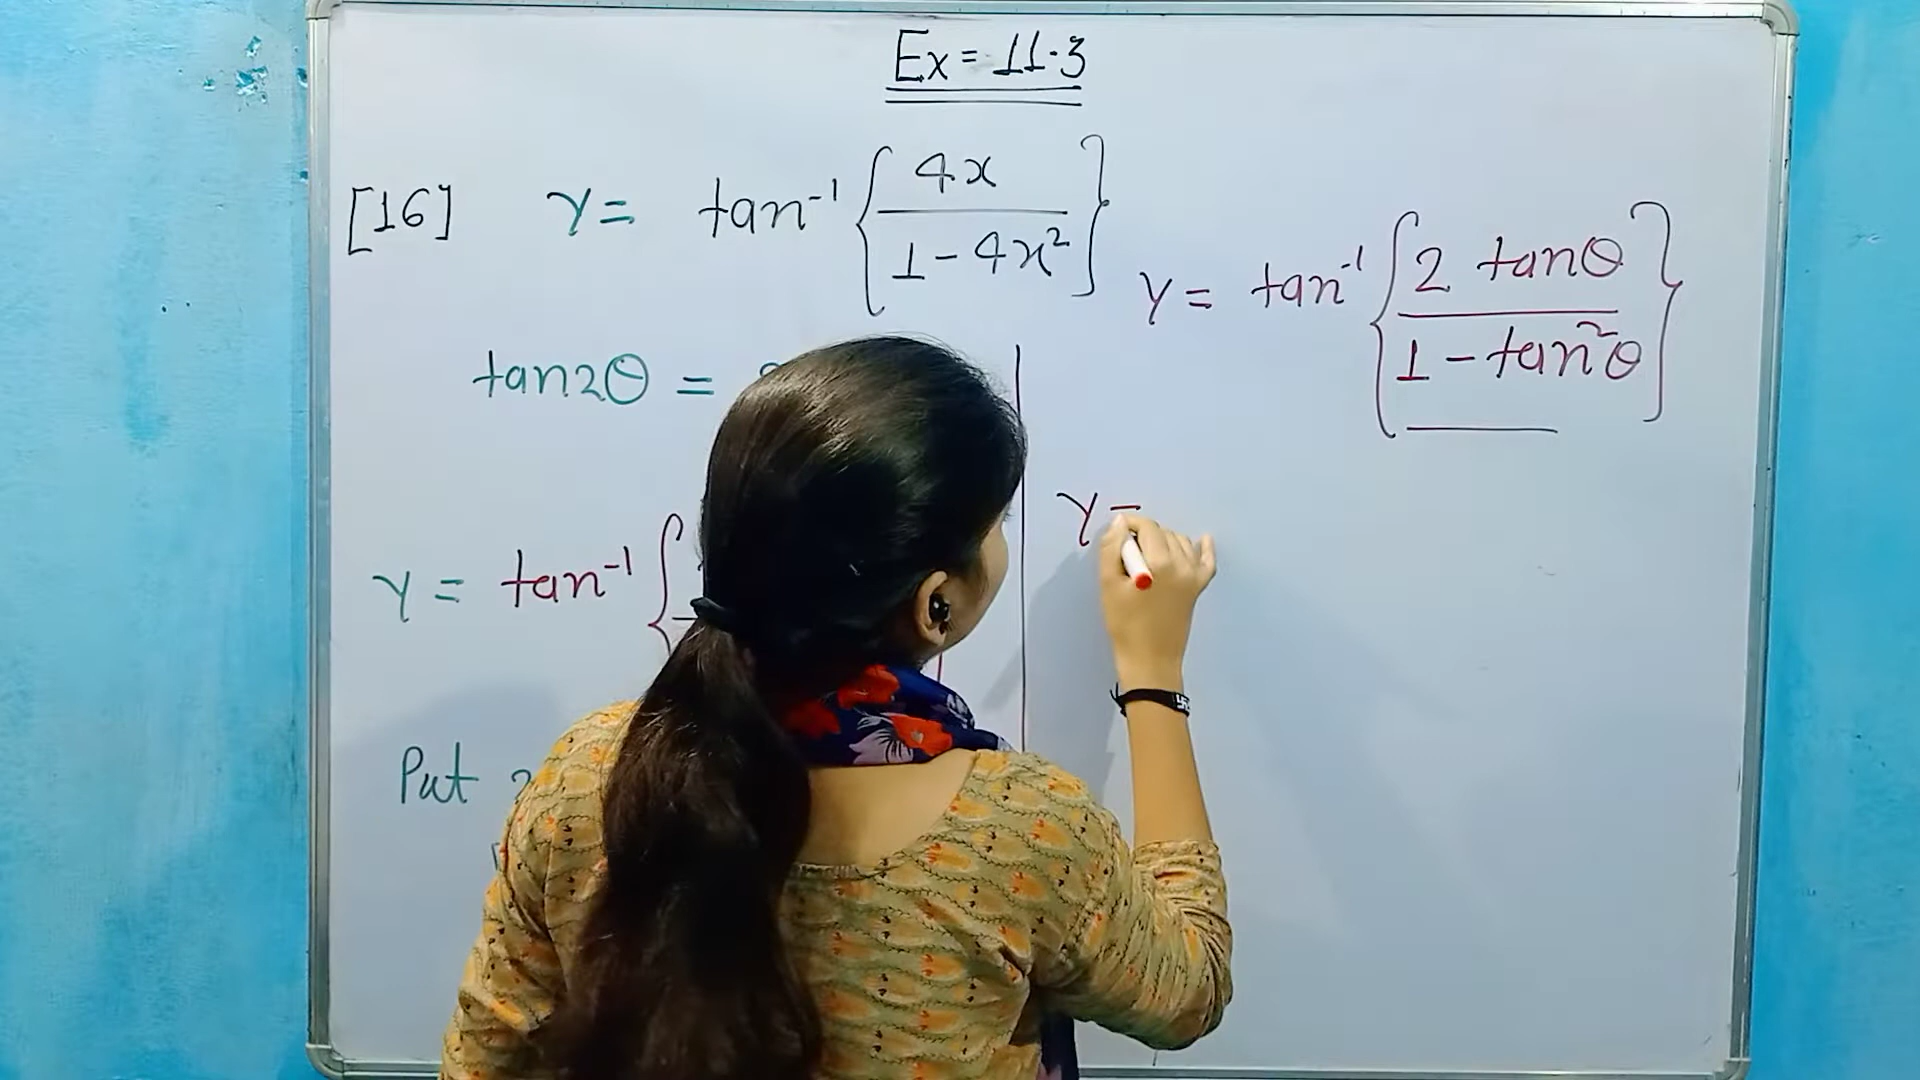 Ex = 11.3
[16] y = tan⁻¹ { 4x / 1 - 4x² }
y = tan⁻¹ { 2 tanθ / 1 - tan²θ }
tan2θ =
y = tan⁻¹ {
Put
y =